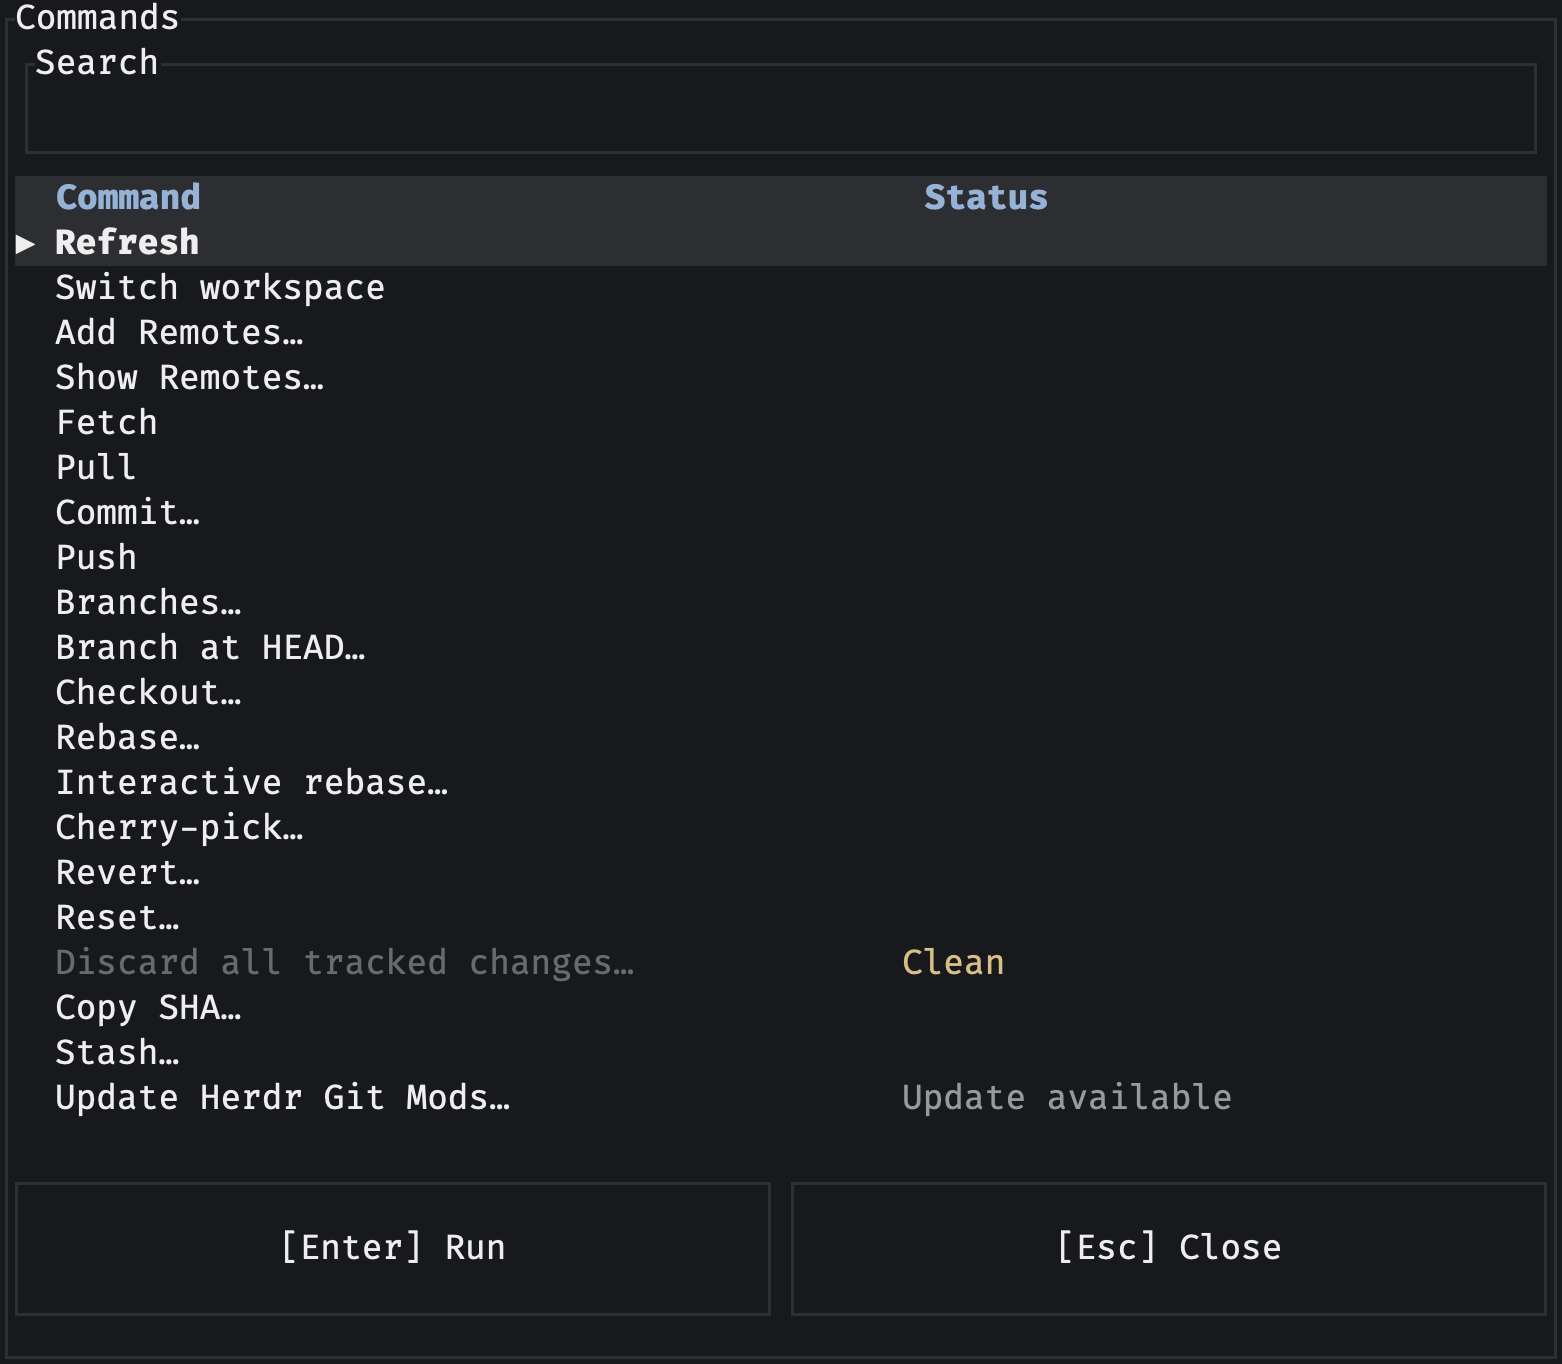 Commands
Search
Command Status
▶ Refresh
Switch workspace
Add Remotes…
Show Remotes…
Fetch
Pull
Commit…
Push
Branches…
Branch at HEAD…
Checkout…
Rebase…
Interactive rebase…
Cherry-pick…
Revert…
Reset…
Discard all tracked changes… Clean
Copy SHA…
Stash…
Update Herdr Git Mods… Update available
[Enter] Run [Esc] Close